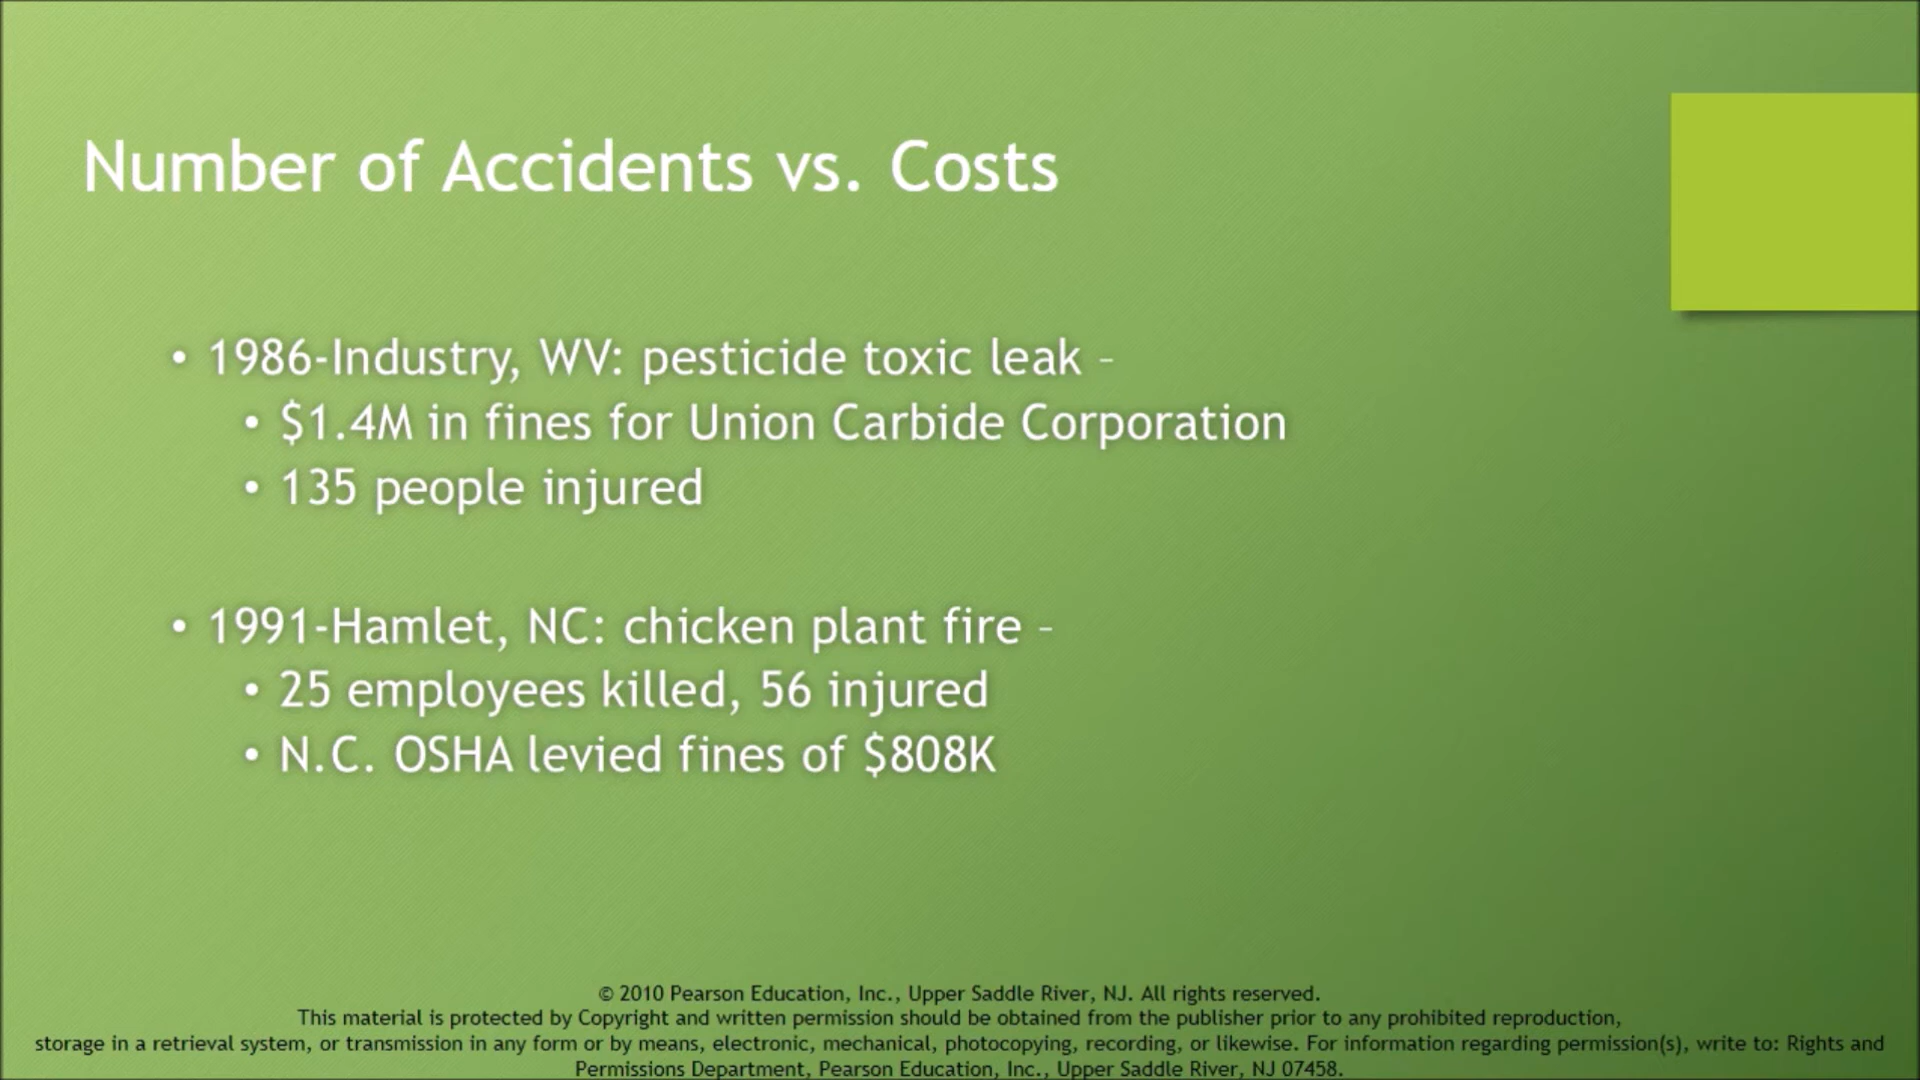 Number of Accidents vs. Costs
• 1986-Industry, WV: pesticide toxic leak –
• $1.4M in fines for Union Carbide Corporation
• 135 people injured
• 1991-Hamlet, NC: chicken plant fire –
• 25 employees killed, 56 injured
• N.C. OSHA levied fines of $808K
© 2010 Pearson Education, Inc., Upper Saddle River, NJ. All rights reserved.
This material is protected by Copyright and written permission should be obtained from the publisher prior to any prohibited reproduction,
storage in a retrieval system, or transmission in any form or by means, electronic, mechanical, photocopying, recording, or likewise. For information regarding permission(s), write to: Rights and
Permissions Department, Pearson Education, Inc., Upper Saddle River, NJ 07458.